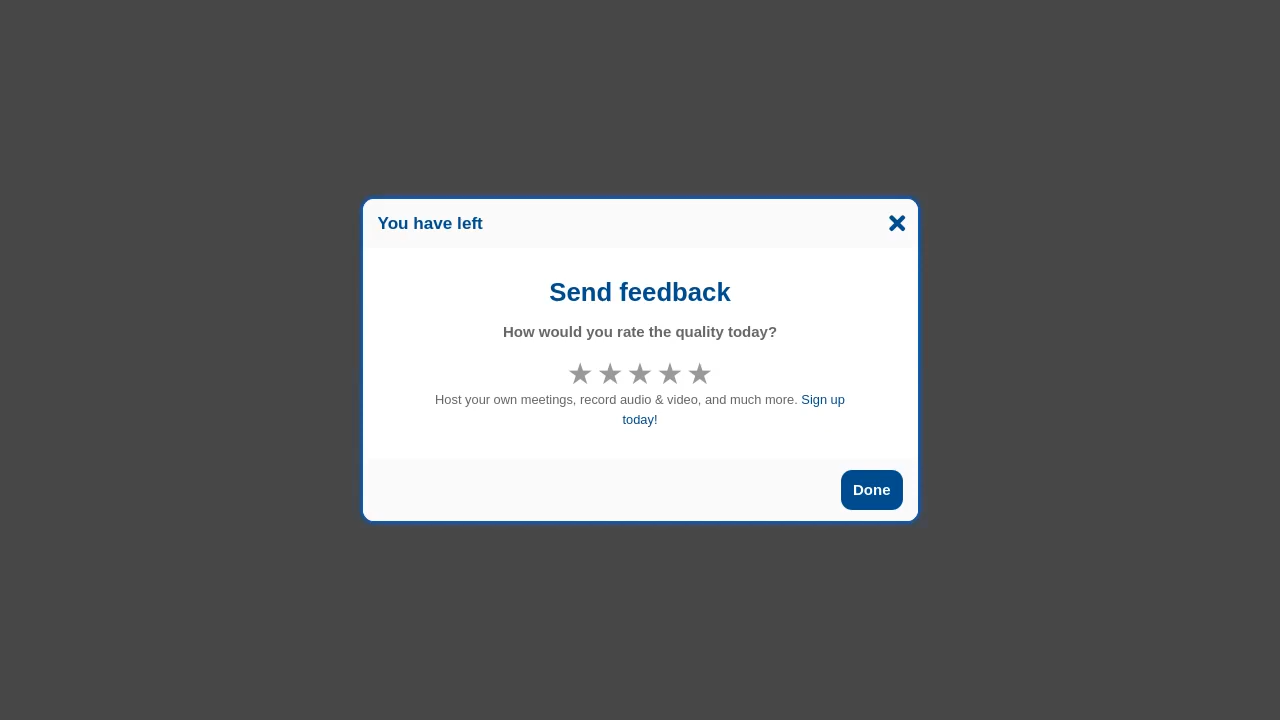 You have left
Send feedback
How would you rate the quality today?
Host your own meetings, record audio & video, and much more. Sign up
today!
Done